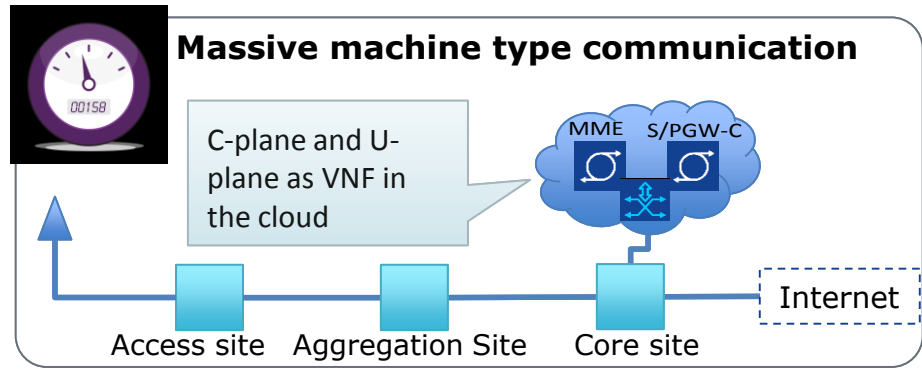 Massive machine type communication
00158
C-plane and U-
plane as VNF in
the cloud
MME S/PGW-C
Internet
Access site Aggregation Site Core site